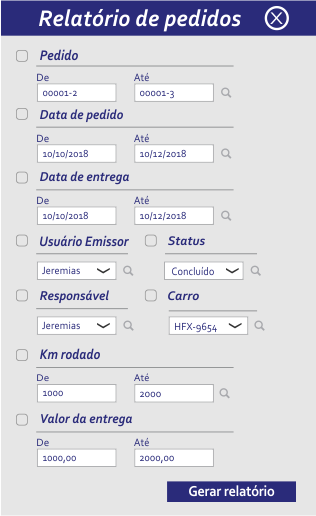 Relatório de pedidos
Pedido
De Até
00001-2 00001-3
Data de pedido
De Até
10/10/2018 10/12/2018
Data de entrega
De Até
10/10/2018 10/12/2018
Usuário Emissor Status
Jeremias Concluído
Responsável Carro
Jeremias HFX-9654
Km rodado
De Até
1000 2000
Valor da entrega
De Até
1000,00 2000,00
Gerar relatório